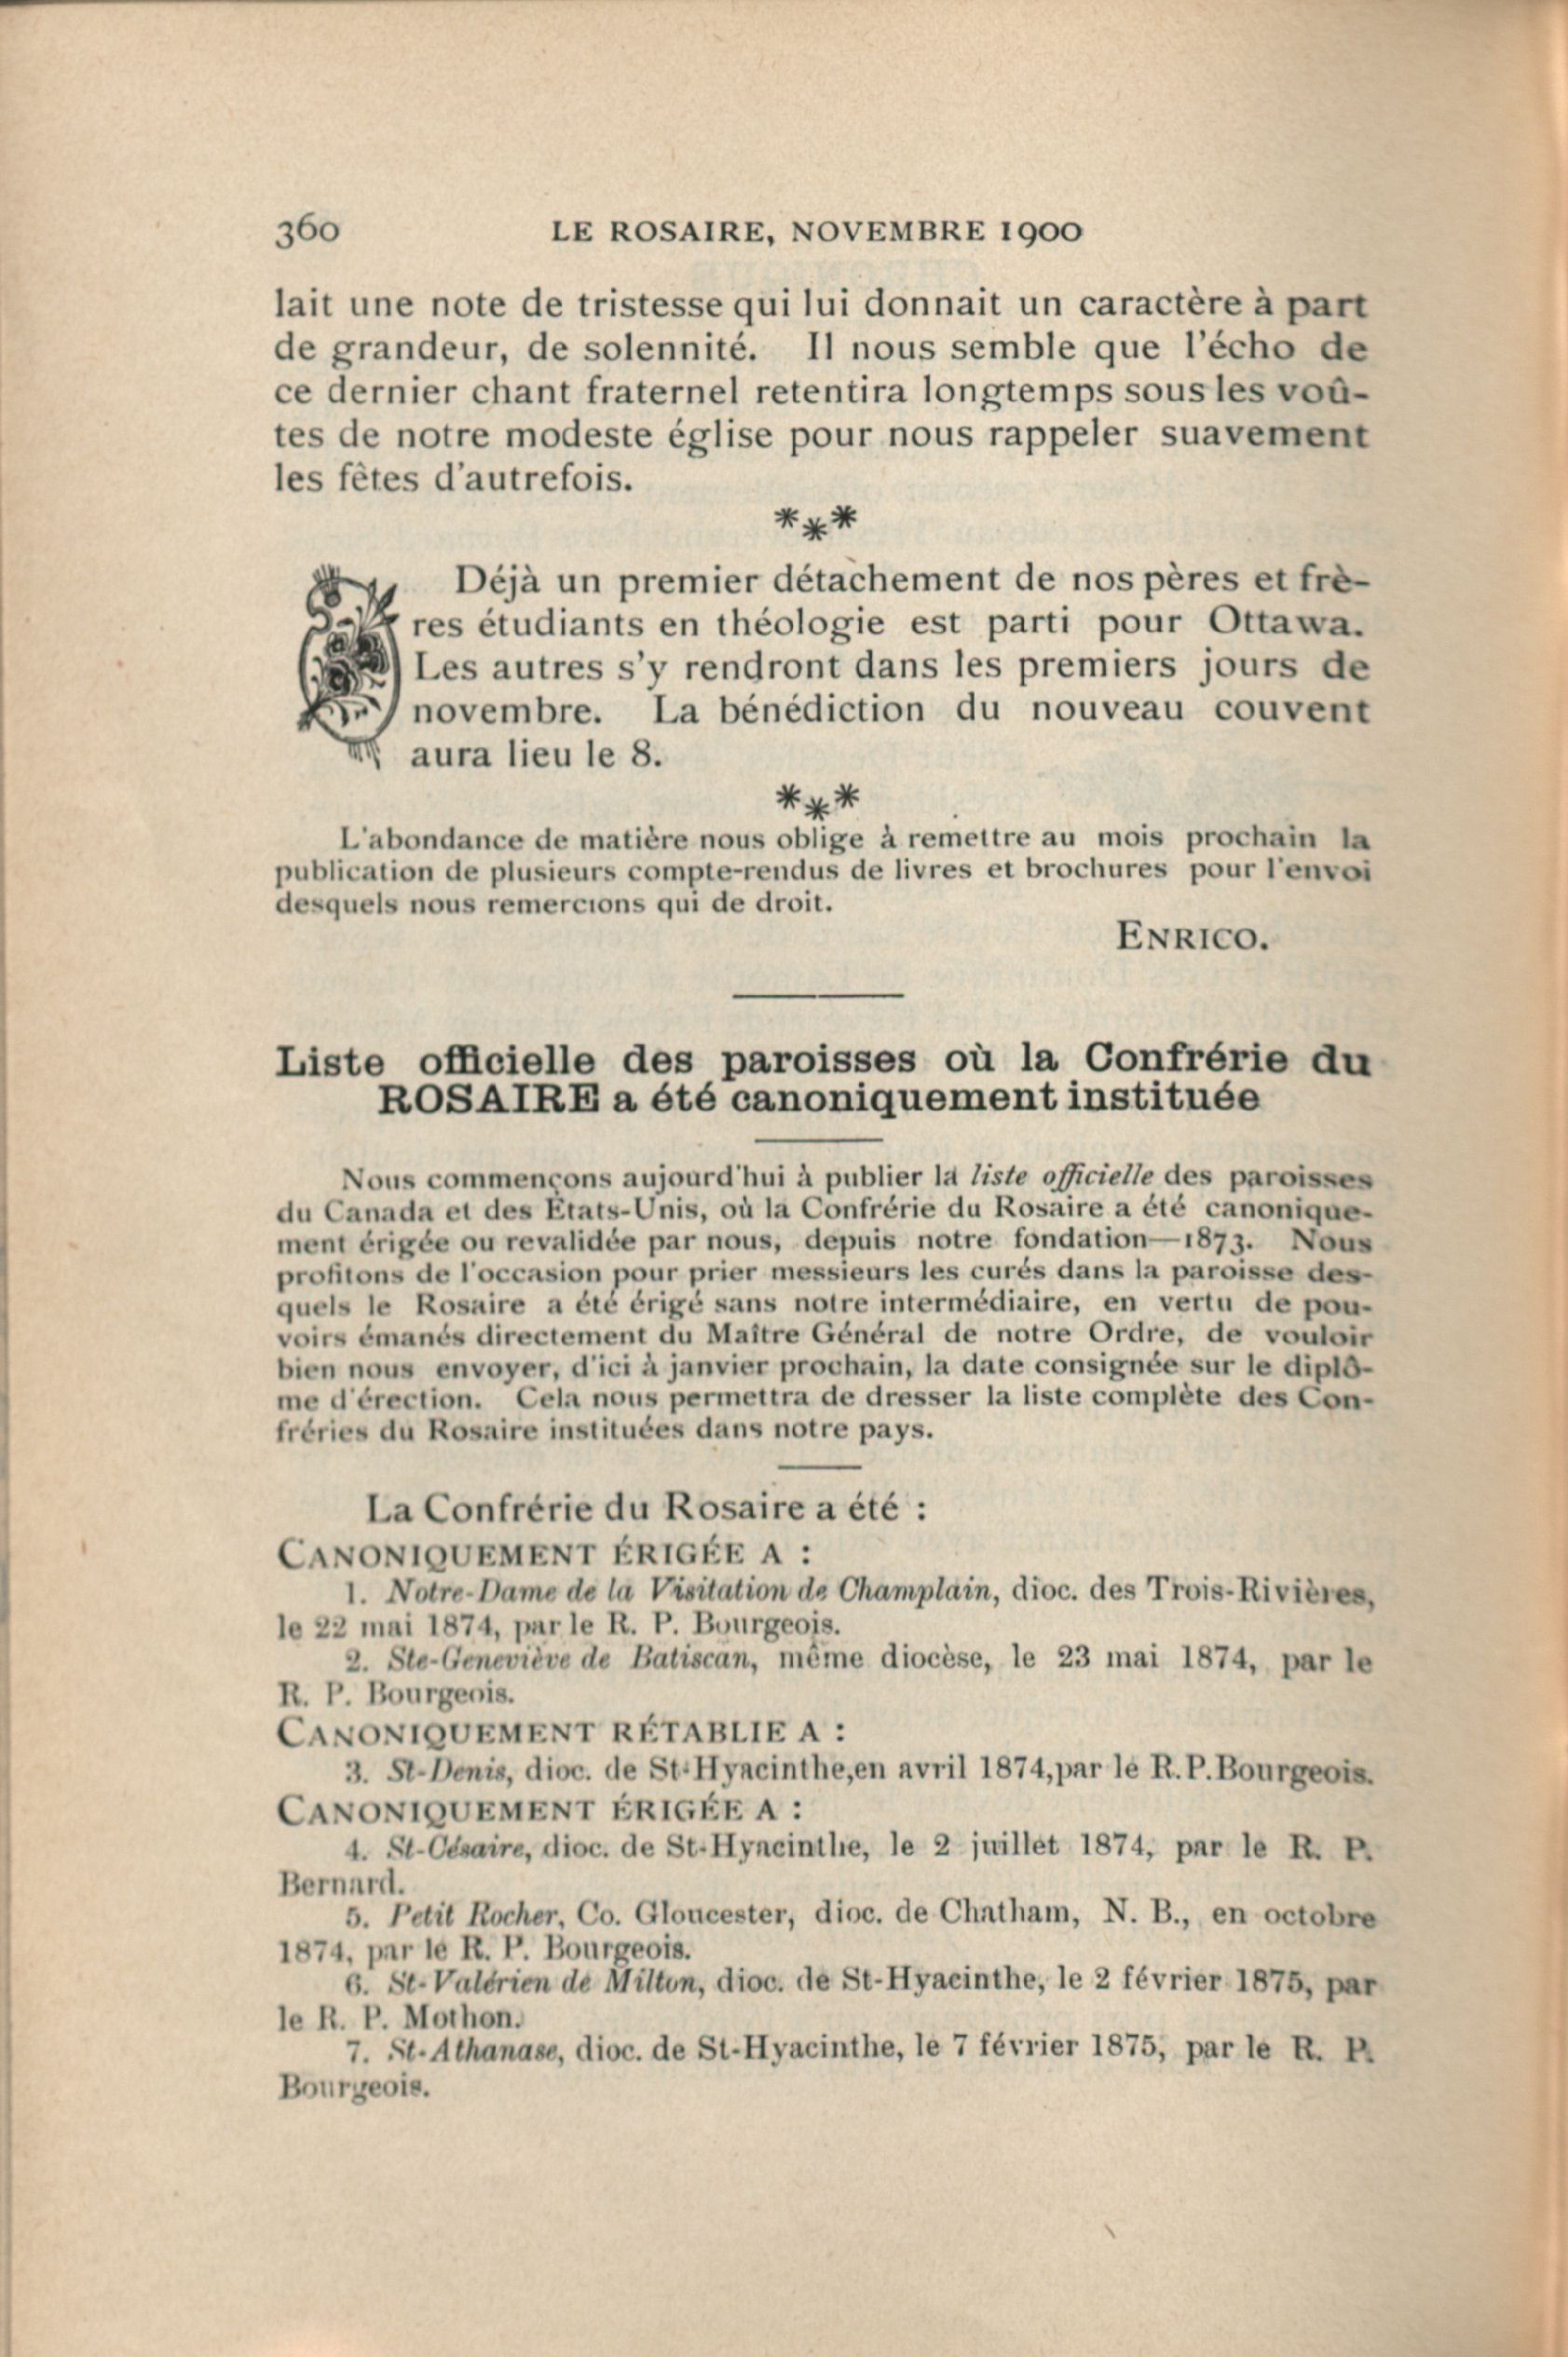 360 LE ROSAIRE, NOVEMBRE 1900
lait une note de tristesse qui lui donnait un caractère à part
de grandeur, de solennité. Il nous semble que l'écho de
ce dernier chant fraternel retentira longtemps sous les voû-
tes de notre modeste église pour nous rappeler suavement
les fêtes d'autrefois.
***
Déjà un premier détachement de nos pères et frè-
res étudiants en théologie est parti pour Ottawa.
Les autres s'y rendront dans les premiers jours de
novembre. La bénédiction du nouveau couvent
aura lieu le 8.
***
L'abondance de matière nous oblige à remettre au mois prochain la
publication de plusieurs compte-rendus de livres et brochures pour l'envoi
desquels nous remercions qui de droit.
ENRICO.
Liste officielle des paroisses où la Confrérie du
ROSAIRE a été canoniquement instituée
Nous commençons aujourd'hui à publier la liste officielle des paroisses
du Canada et des Etats-Unis, où la Confrérie du Rosaire a été canonique-
ment érigée ou revalidée par nous, depuis notre fondation—1873. Nous
profitons de l'occasion pour prier messieurs les curés dans la paroisse des-
quels le Rosaire a été érigé sans notre intermédiaire, en vertu de pou-
voirs émanés directement du Maître Général de notre Ordre, de vouloir
bien nous envoyer, d'ici à janvier prochain, la date consignée sur le diplô-
me d'érection. Cela nous permettra de dresser la liste complète des Con-
fréries du Rosaire instituées dans notre pays.
La Confrérie du Rosaire a été :
CANONIQUEMENT ÉRIGÉE A :
1. Notre-Dame de la Visitation de Champlain, dioc. des Trois-Rivières,
le 22 mai 1874, par le R. P. Bourgeois.
2. Ste-Geneviève de Batiscan, même diocèse, le 23 mai 1874, par le
R. P. Bourgeois.
CANONIQUEMENT RÉTABLIE A :
3. St-Denis, dioc. de St-Hyacinthe,en avril 1874,par le R. P. Bourgeois.
CANONIQUEMENT ÉRIGÉE A :
4. St-Césaire, dioc. de St-Hyacinthe, le 2 juillet 1874, par le R. P.
Bernard.
5. Petit Rocher, Co. Gloucester, dioc. de Chatham, N. B., en octobre
1874, par le R. P. Bourgeois.
6. St-Valérien de Milton, dioc. de St-Hyacinthe, le 2 février 1875, par
le R. P. Mothon.
7. St-Athanase, dioc. de St-Hyacinthe, le 7 février 1875, par le R. P.
Bourgeois.